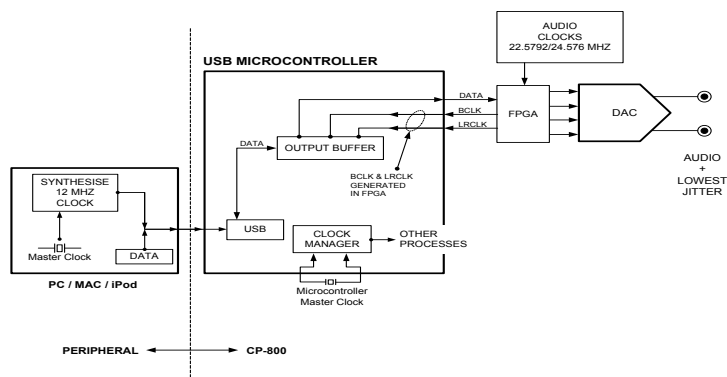 AUDIO
CLOCKS
22.5792/24.576 MHZ
USB MICROCONTROLLER
DATA
BCLK
LRCLK
FPGA
DAC
DATA
OUTPUT BUFFER
BCLK & LRCLK
GENERATED
IN FPGA
AUDIO
+
LOWEST
JITTER
SYNTHESISE
12 MHZ
CLOCK
Master Clock
DATA
PC / MAC / iPod
USB
CLOCK
MANAGER
OTHER
PROCESSES
Microcontroller
Master Clock
PERIPHERAL
CP-800